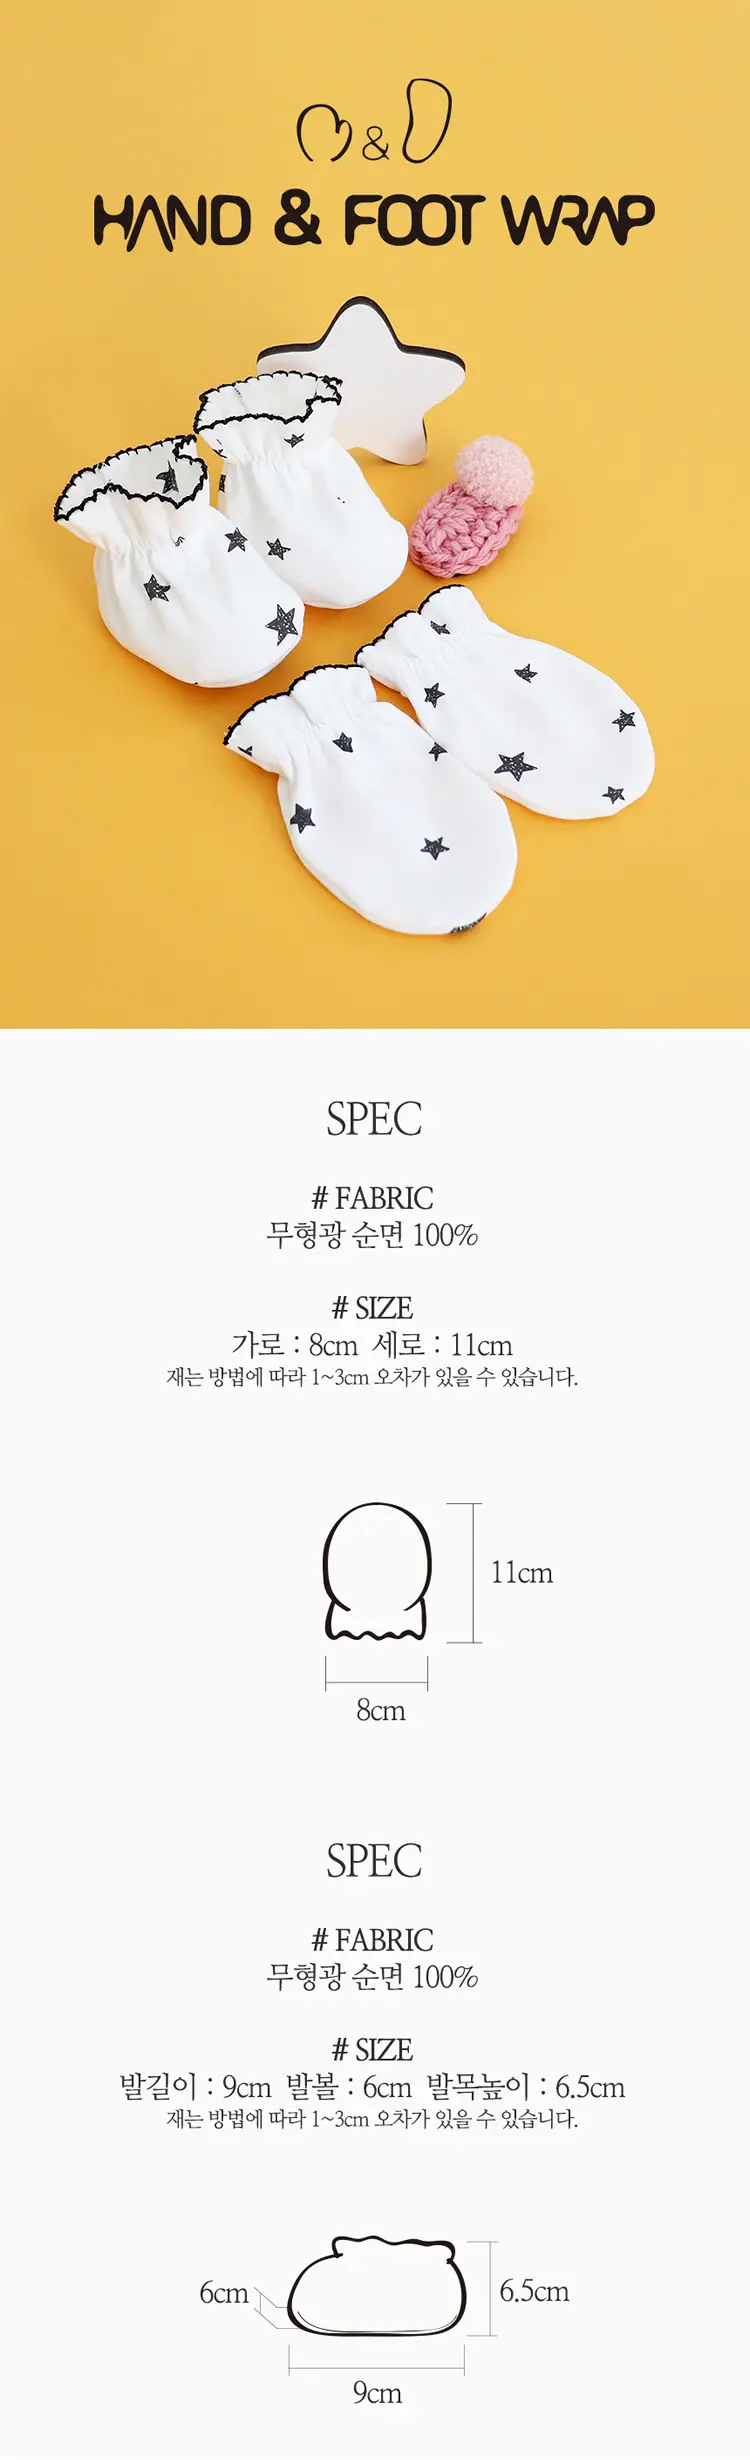 &
HAND & FOOT WRAP
SPEC
# FABRIC
무형광 순면 100%
# SIZE
가로 : 8cm 세로 : 11cm
재는 방법에 따라 1~3cm 오차가 있을 수 있습니다.
11cm
8cm
SPEC
# FABRIC
무형광 순면 100%
# SIZE
발길이 : 9cm 발볼 : 6cm 발목높이 : 6.5cm
재는 방법에 따라 1~3cm 오차가 있을 수 있습니다.
6cm
6.5cm
9cm